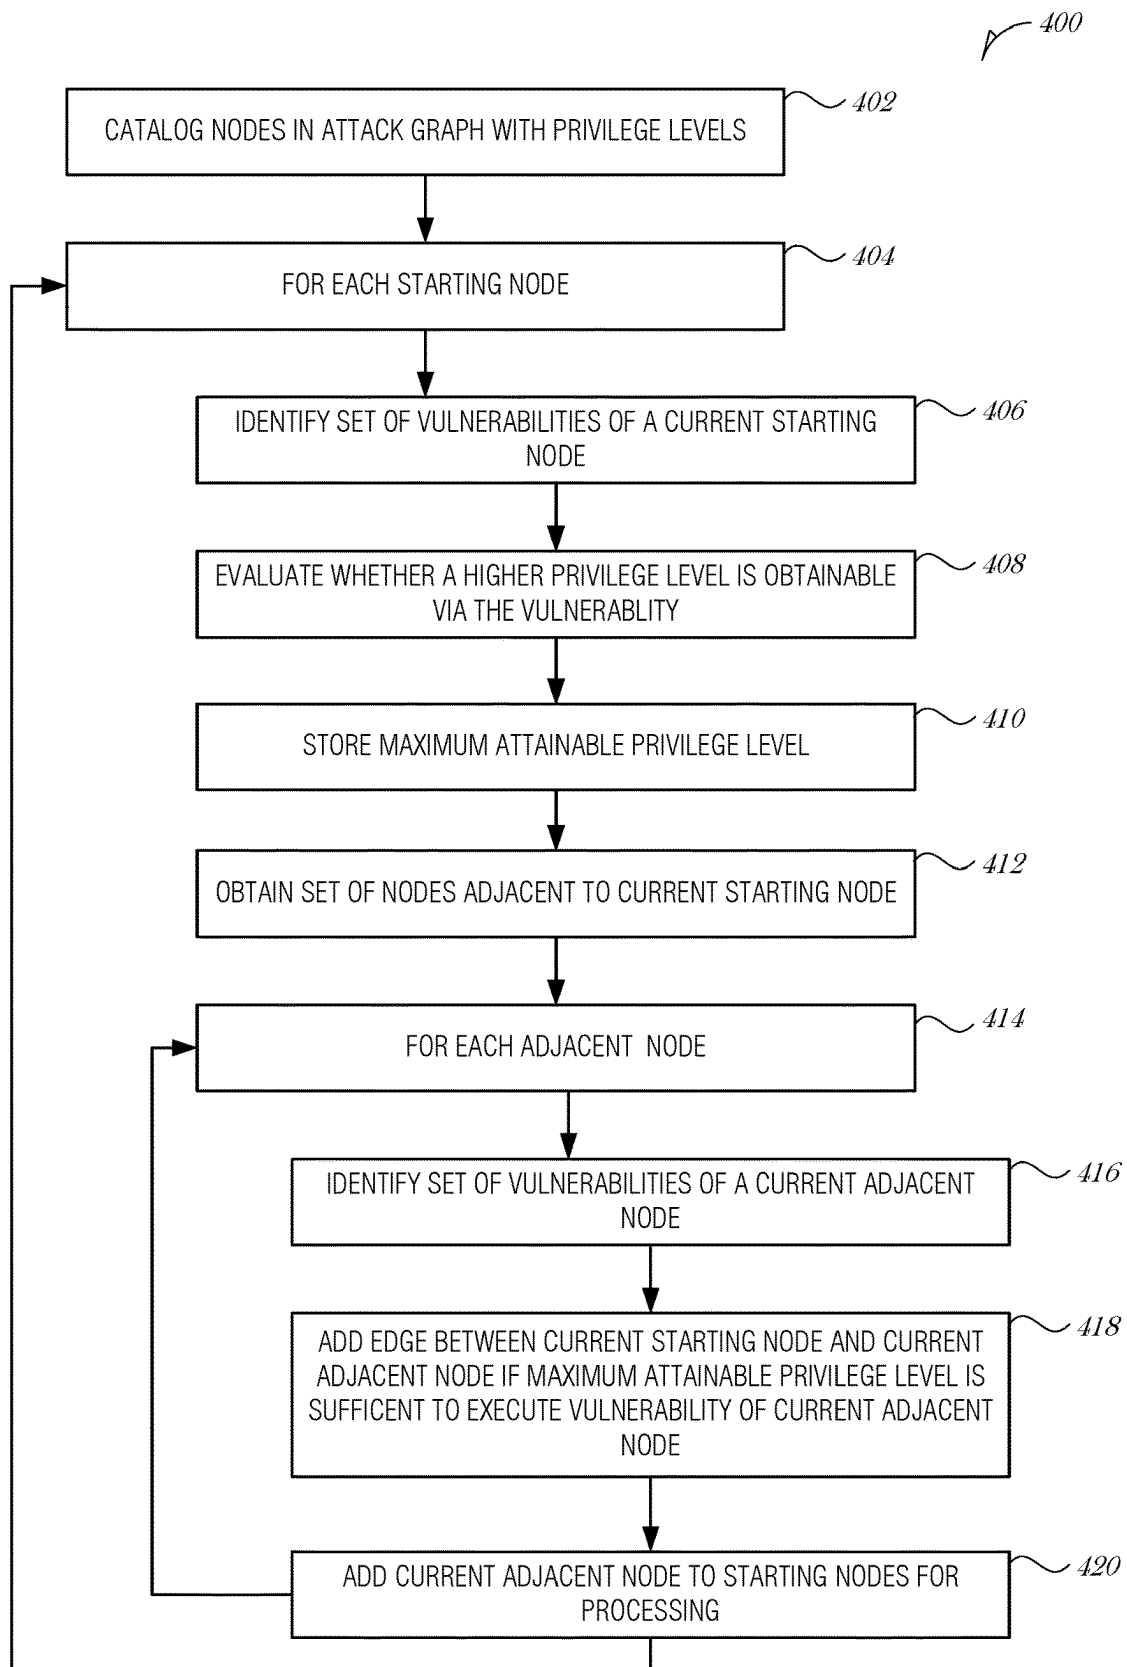 400
402
CATALOG NODES IN ATTACK GRAPH WITH PRIVILEGE LEVELS
404
FOR EACH STARTING NODE
406
IDENTIFY SET OF VULNERABILITIES OF A CURRENT STARTING
NODE
408
EVALUATE WHETHER A HIGHER PRIVILEGE LEVEL IS OBTAINABLE
VIA THE VULNERABLITY
410
STORE MAXIMUM ATTAINABLE PRIVILEGE LEVEL
412
OBTAIN SET OF NODES ADJACENT TO CURRENT STARTING NODE
414
FOR EACH ADJACENT NODE
416
IDENTIFY SET OF VULNERABILITIES OF A CURRENT ADJACENT
NODE
418
ADD EDGE BETWEEN CURRENT STARTING NODE AND CURRENT
ADJACENT NODE IF MAXIMUM ATTAINABLE PRIVILEGE LEVEL IS
SUFFICENT TO EXECUTE VULNERABILITY OF CURRENT ADJACENT
NODE
420
ADD CURRENT ADJACENT NODE TO STARTING NODES FOR
PROCESSING